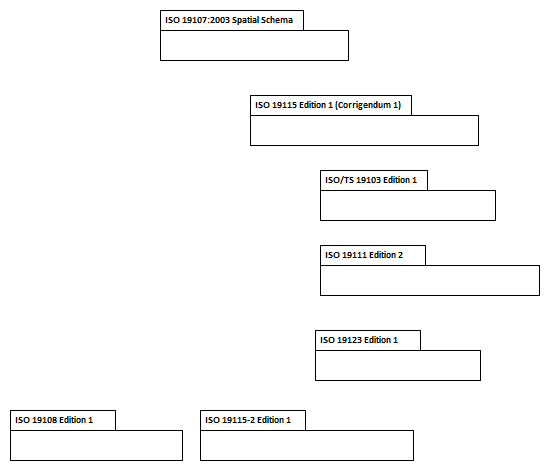 ISO 19107:2003 Spatial Schema
ISO 19115 Edition 1 (Corrigendum 1)
ISO/TS 19103 Edition 1
ISO 19111 Edition 2
ISO 19123 Edition 1
ISO 19108 Edition 1
ISO 19115-2 Edition 1